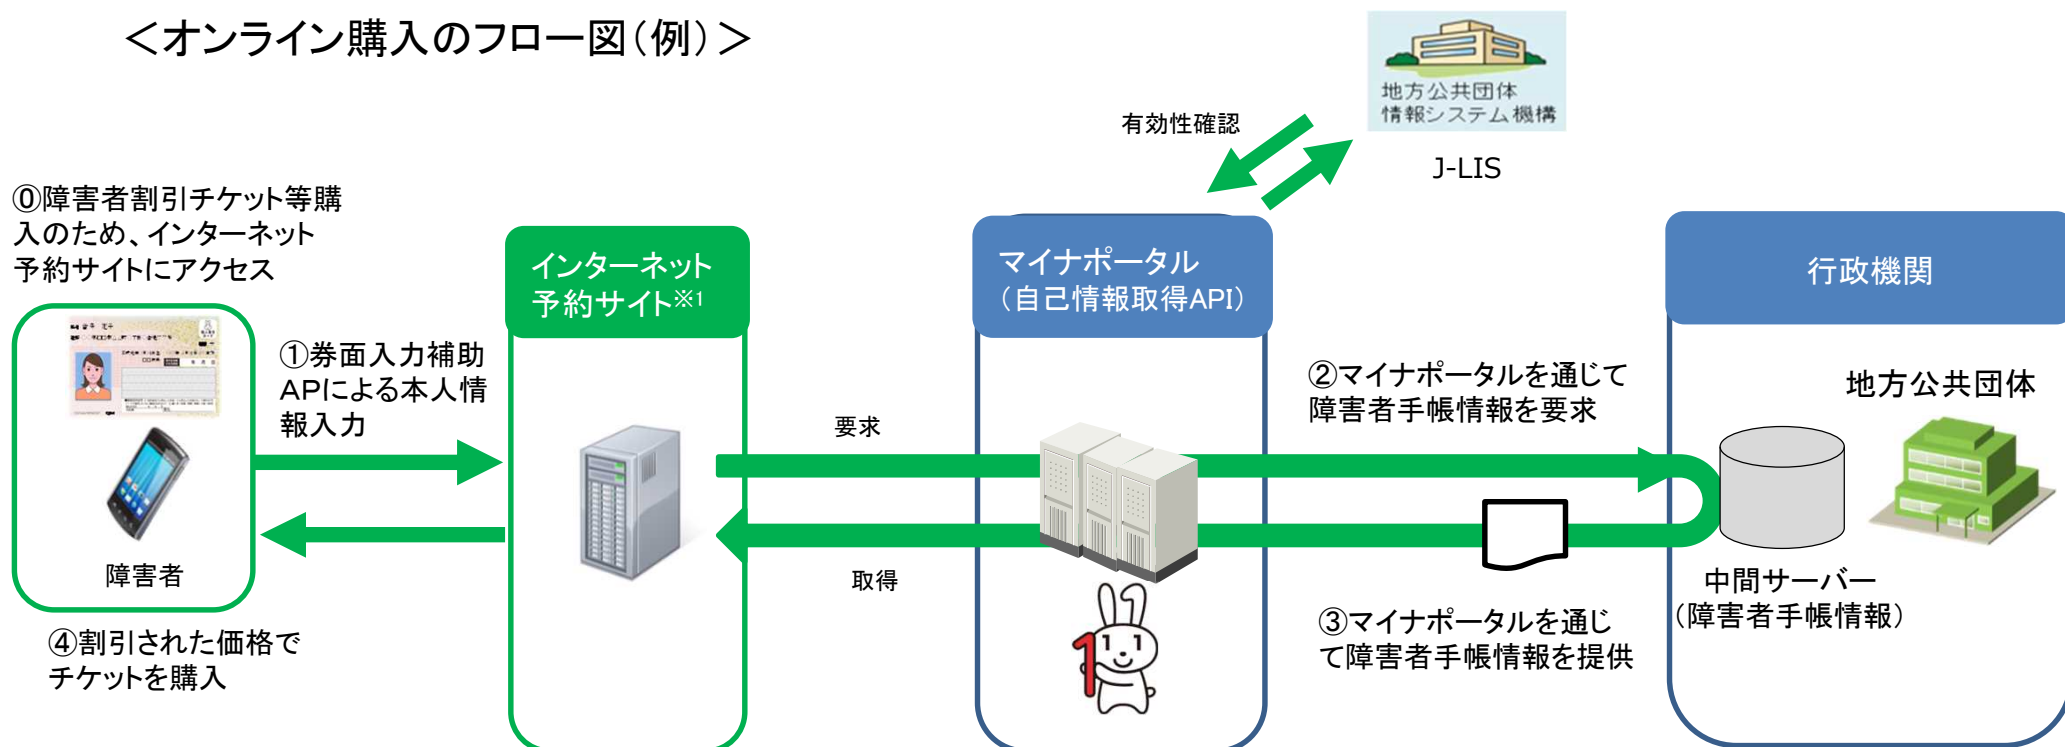 ＜オンライン購入のフロー図（例）＞
地方公共団体
情報システム機構
J-LIS
有効性確認
⓪障害者割引チケット等購
入のため、インターネット
予約サイトにアクセス
障害者
①券面入力補助
APによる本人情
報入力
④割引された価格で
チケットを購入
インターネット
予約サイト※1
要求
取得
マイナポータル
（自己情報取得API）
②マイナポータルを通じて
障害者手帳情報を要求
③マイナポータルを通じ
て障害者手帳情報を提供
行政機関
地方公共団体
中間サーバー
（障害者手帳情報）